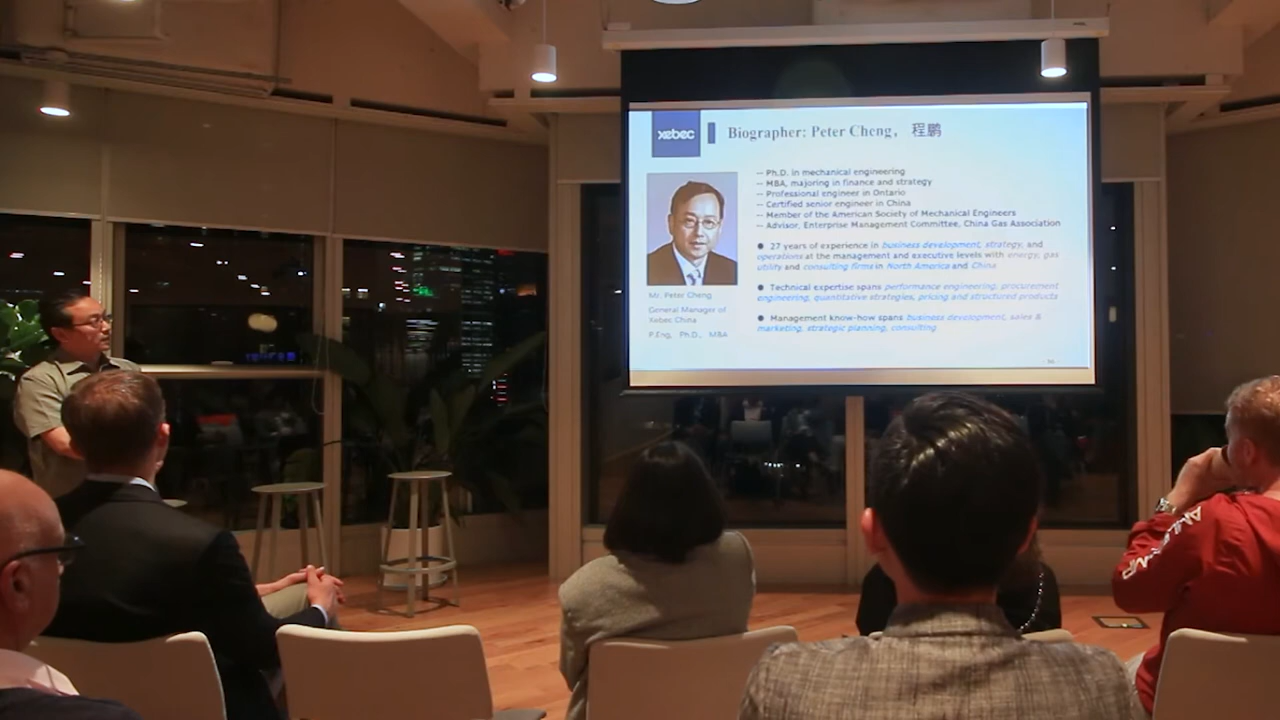 xebec
Biographer: Peter Cheng, 程鹏
-- Ph.D. in mechanical engineering
-- MBA, majoring in finance and strategy
-- Professional engineer in Ontario
-- Certified senior engineer in China
-- Member of the American Society of Mechanical Engineers
-- Advisor, Enterprise Management Committee, China Gas Association
● 27 years of experience in business development, strategy, and
operations at the management and executive levels with energy, gas
utility and consulting firms in North America and China
● Technical expertise spans performance engineering, procurement
engineering, quantitative strategies, pricing and structured products
● Management know-how spans business development, sales &
marketing, strategic planning, consulting
Mr. Peter Cheng
General Manager of
Xebec China
P.Eng, Ph.D., MBA